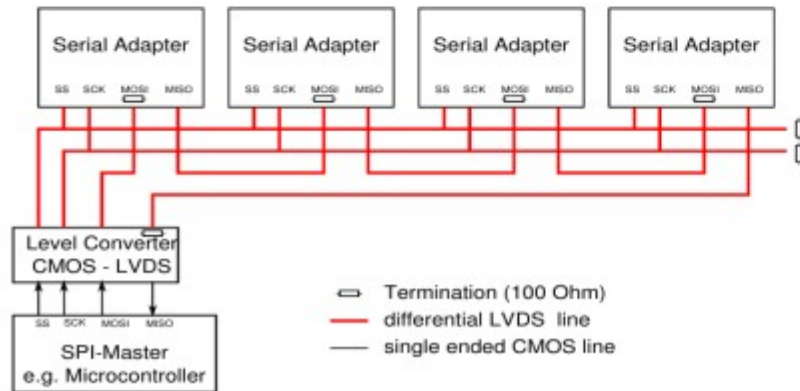 Serial Adapter Serial Adapter Serial Adapter Serial Adapter
SS SCK MOSI MISO SS SCK MOSI MISO SS SCK MOSI MISO SS SCK MOSI MISO
Level Converter
CMOS - LVDS
SS SCK MOSI MISO
SPI-Master
e.g. Microcontroller
Termination (100 Ohm)
differential LVDS line
single ended CMOS line